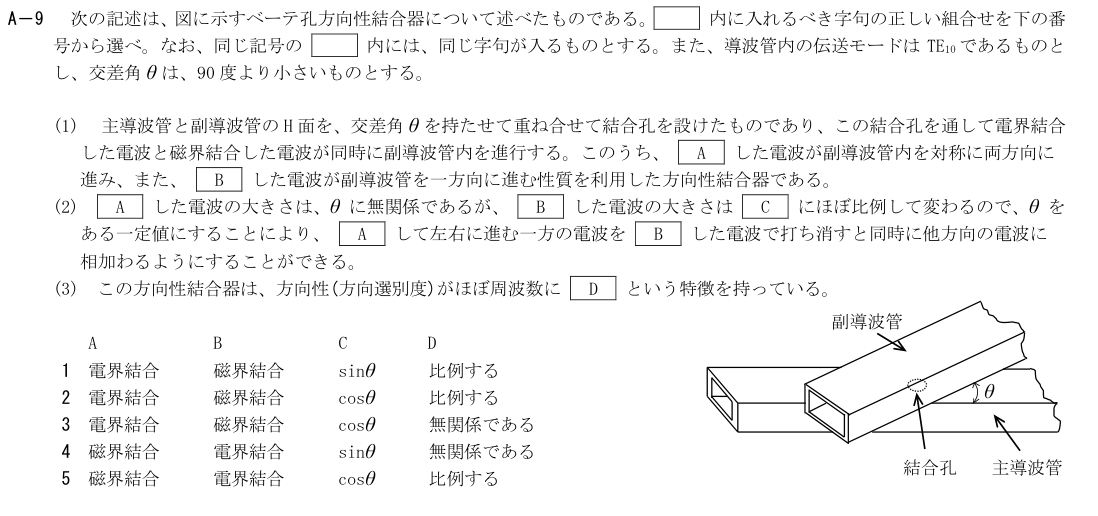 A－9 次の記述は、図に示すベーテ孔方向性結合器について述べたものである。 内に入れるべき字句の正しい組合せを下の番
号から選べ。なお、同じ記号の 内には、同じ字句が入るものとする。また、導波管内の伝送モードは TE₁₀ であるものと
し、交差角 θ は、90 度より小さいものとする。
(1) 主導波管と副導波管の H 面を、交差角 θ を持たせて重ね合せて結合孔を設けたものであり、この結合孔を通して電界結合
した電波と磁界結合した電波が同時に副導波管内を進行する。このうち、 A した電波が副導波管内を対称に両方向に
進み、また、 B した電波が副導波管を一方向に進む性質を利用した方向性結合器である。
(2) A した電波の大きさは、θ に無関係であるが、 B した電波の大きさは C にほぼ比例して変わるので、θ を
ある一定値にすることにより、 A して左右に進む一方の電波を B した電波で打ち消すと同時に他方向の電波に
相加わるようにすることができる。
(3) この方向性結合器は、方向性(方向選別度)がほぼ周波数に D という特徴を持っている。
A B C D
1 電界結合 磁界結合 sinθ 比例する
2 電界結合 磁界結合 cosθ 比例する
3 電界結合 磁界結合 cosθ 無関係である
4 磁界結合 電界結合 sinθ 無関係である
5 磁界結合 電界結合 cosθ 比例する
副導波管
θ
結合孔 主導波管